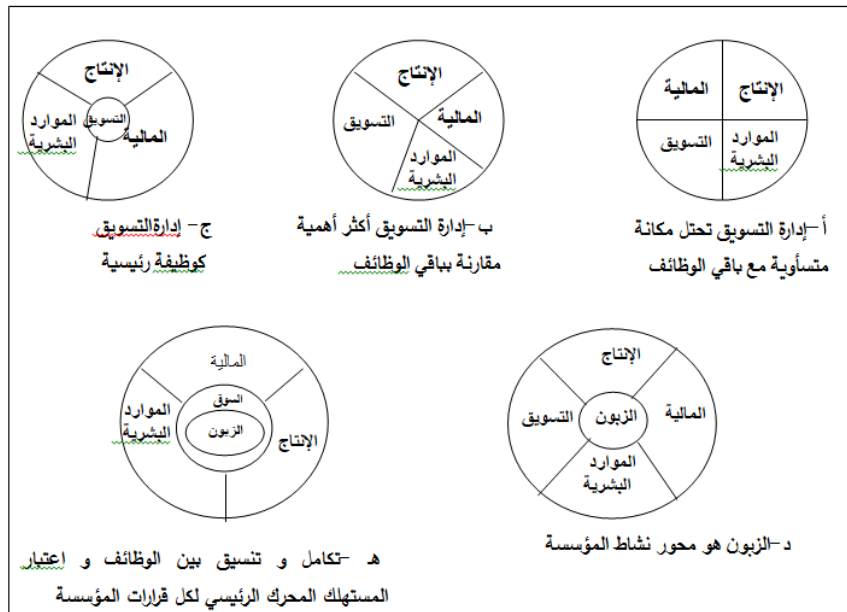 الإنتاج
المالية
الموارد
البشرية
التسويق
أ –إدارة التسويق تحتل مكانة
متسأوية مع باقي الوظائف
الإنتاج
المالية
التسويق
الموارد
البشرية
ب –إدارة التسويق أكثر أهمية
مقارنة بباقي الوظائف
الإنتاج
التسويق
الموارد
البشرية
المالية
ج – إدارةالتسويق
كوظيفة رئيسية
الإنتاج
المالية
الزبون
التسويق
الموارد
البشرية
د –الزبون هو محور نشاط المؤسسة
المالية
السوق
الزبون
الموارد
البشرية
الإنتاج
هـ –تكامل و تنسيق بين الوظائف و اعتبار
المستهلك المحرك الرئيسي لكل قرارات المؤسسة